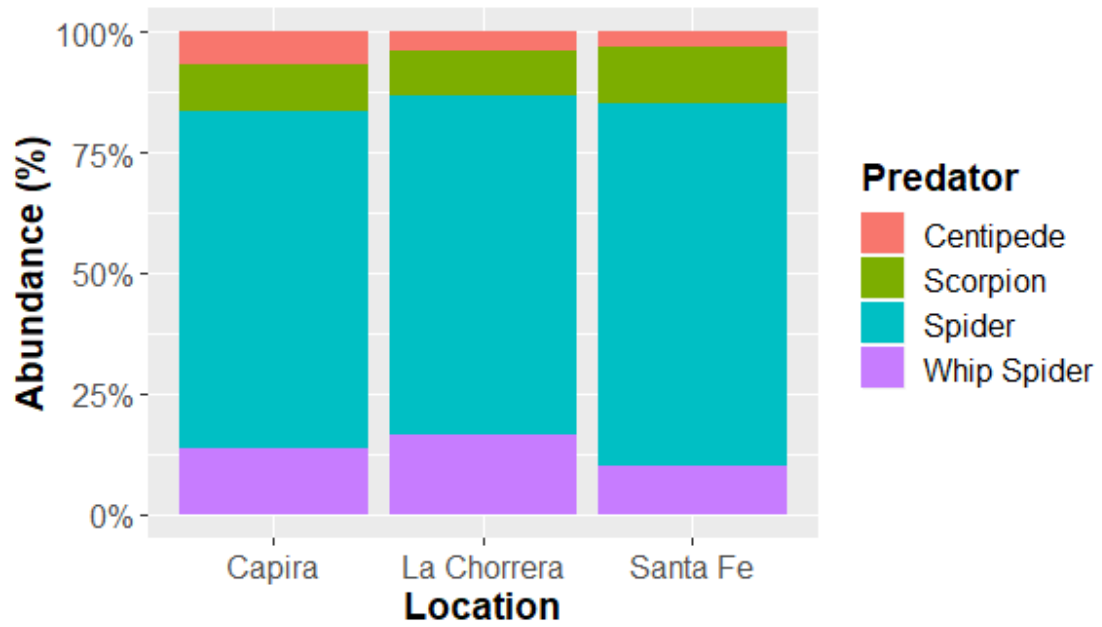 100%
75%
50%
25%
0%
Abundance (%)
Capira
La Chorrera
Santa Fe
Location
Predator
Centipede
Scorpion
Spider
Whip Spider